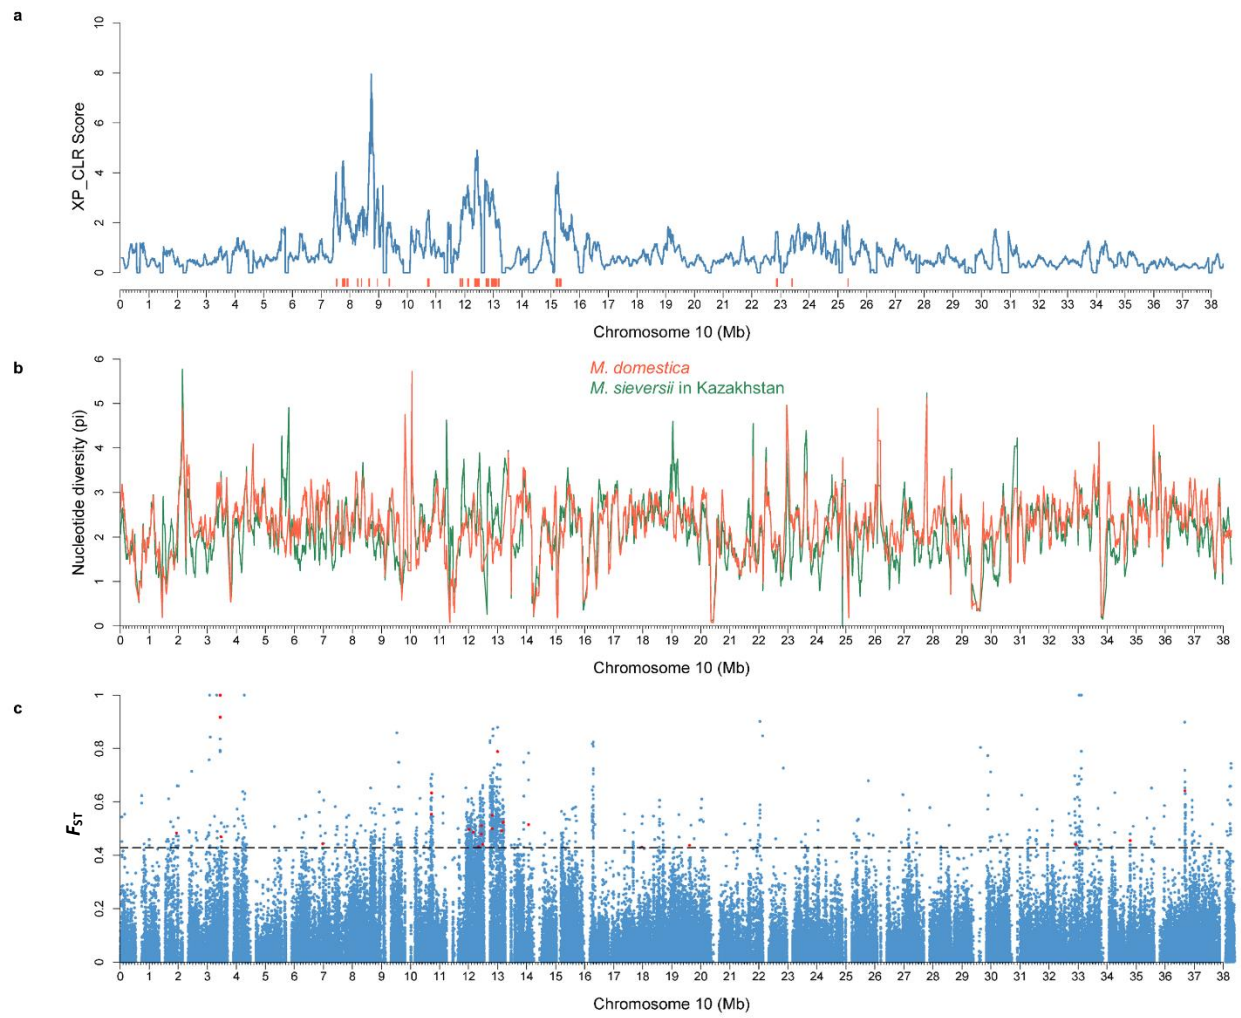 a
10
8
6
4
2
0
XP_CLR Score
0 1 2 3 4 5 6 7 8 9 10 11 12 13 14 15 16 17 18 19 20 21 22 23 24 25 26 27 28 29 30 31 32 33 34 35 36 37 38
Chromosome 10 (Mb)
b
M. domestica
M. sieversii in Kazakhstan
6
5
4
3
2
1
0
Nucleotide diversity (pi)
0 1 2 3 4 5 6 7 8 9 10 11 12 13 14 15 16 17 18 19 20 21 22 23 24 25 26 27 28 29 30 31 32 33 34 35 36 37 38
Chromosome 10 (Mb)
c
1
0.8
0.6
0.4
0.2
0
FST
0 1 2 3 4 5 6 7 8 9 10 11 12 13 14 15 16 17 18 19 20 21 22 23 24 25 26 27 28 29 30 31 32 33 34 35 36 37 38
Chromosome 10 (Mb)